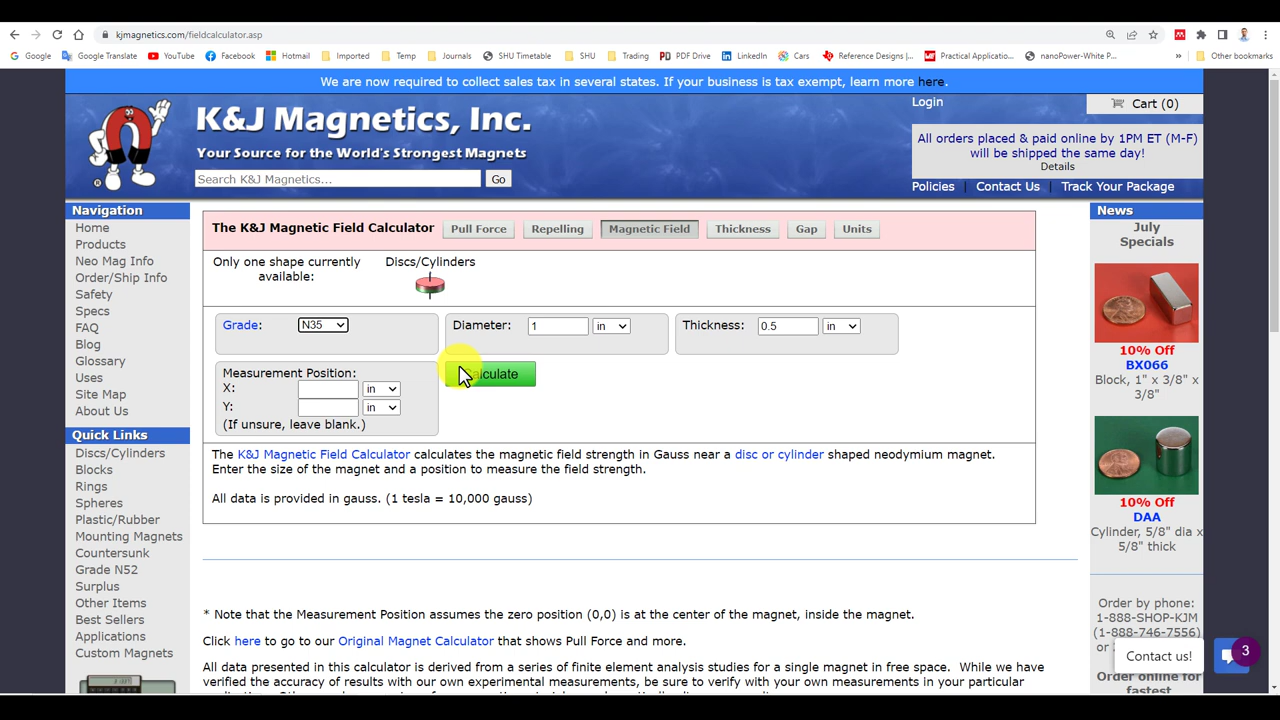 kjmagnetics.com/fieldcalculator.asp
Google
Google Translate
YouTube
Facebook
Hotmail
Imported
Temp
Journals
SHU Timetable
SHU
Trading
PDF Drive
LinkedIn
Cars
Reference Designs |...
Practical Applicatio...
nanoPower-White P...
»
Other bookmarks
We are now required to collect sales tax in several states. If your business is tax exempt, learn more here.
K&J Magnetics, Inc.
Your Source for the World's Strongest Magnets
Search K&J Magnetics...
Go
Login
Cart (0)
All orders placed & paid online by 1PM ET (M-F)
will be shipped the same day!
Details
Policies | Contact Us | Track Your Package
Navigation
Home
Products
Neo Mag Info
Order/Ship Info
Safety
Specs
FAQ
Blog
Glossary
Uses
Site Map
About Us
Quick Links
Discs/Cylinders
Blocks
Rings
Spheres
Plastic/Rubber
Mounting Magnets
Countersunk
Grade N52
Surplus
Other Items
Best Sellers
Applications
Custom Magnets
The K&J Magnetic Field Calculator
Pull Force
Repelling
Magnetic Field
Thickness
Gap
Units
Only one shape currently
available:
Discs/Cylinders
Grade: N35
Diameter: 1 in
Thickness: 0.5 in
Measurement Position:
X: in
Y: in
(If unsure, leave blank.)
Calculate
The K&J Magnetic Field Calculator calculates the magnetic field strength in Gauss near a disc or cylinder shaped neodymium magnet.
Enter the size of the magnet and a position to measure the field strength.
All data is provided in gauss. (1 tesla = 10,000 gauss)
* Note that the Measurement Position assumes the zero position (0,0) is at the center of the magnet, inside the magnet.
Click here to go to our Original Magnet Calculator that shows Pull Force and more.
All data presented in this calculator is derived from a series of finite element analysis studies for a single magnet in free space. While we have
verified the accuracy of results with our own experimental measurements, be sure to verify with your own measurements in your particular
News
July
Specials
10% Off
BX066
Block, 1" x 3/8" x
3/8"
10% Off
DAA
Cylinder, 5/8" dia x
5/8" thick
Order by phone:
1-888-SHOP-KJM
(1-888-746-7556)
or
Contact us!
3
Order online for
fastest